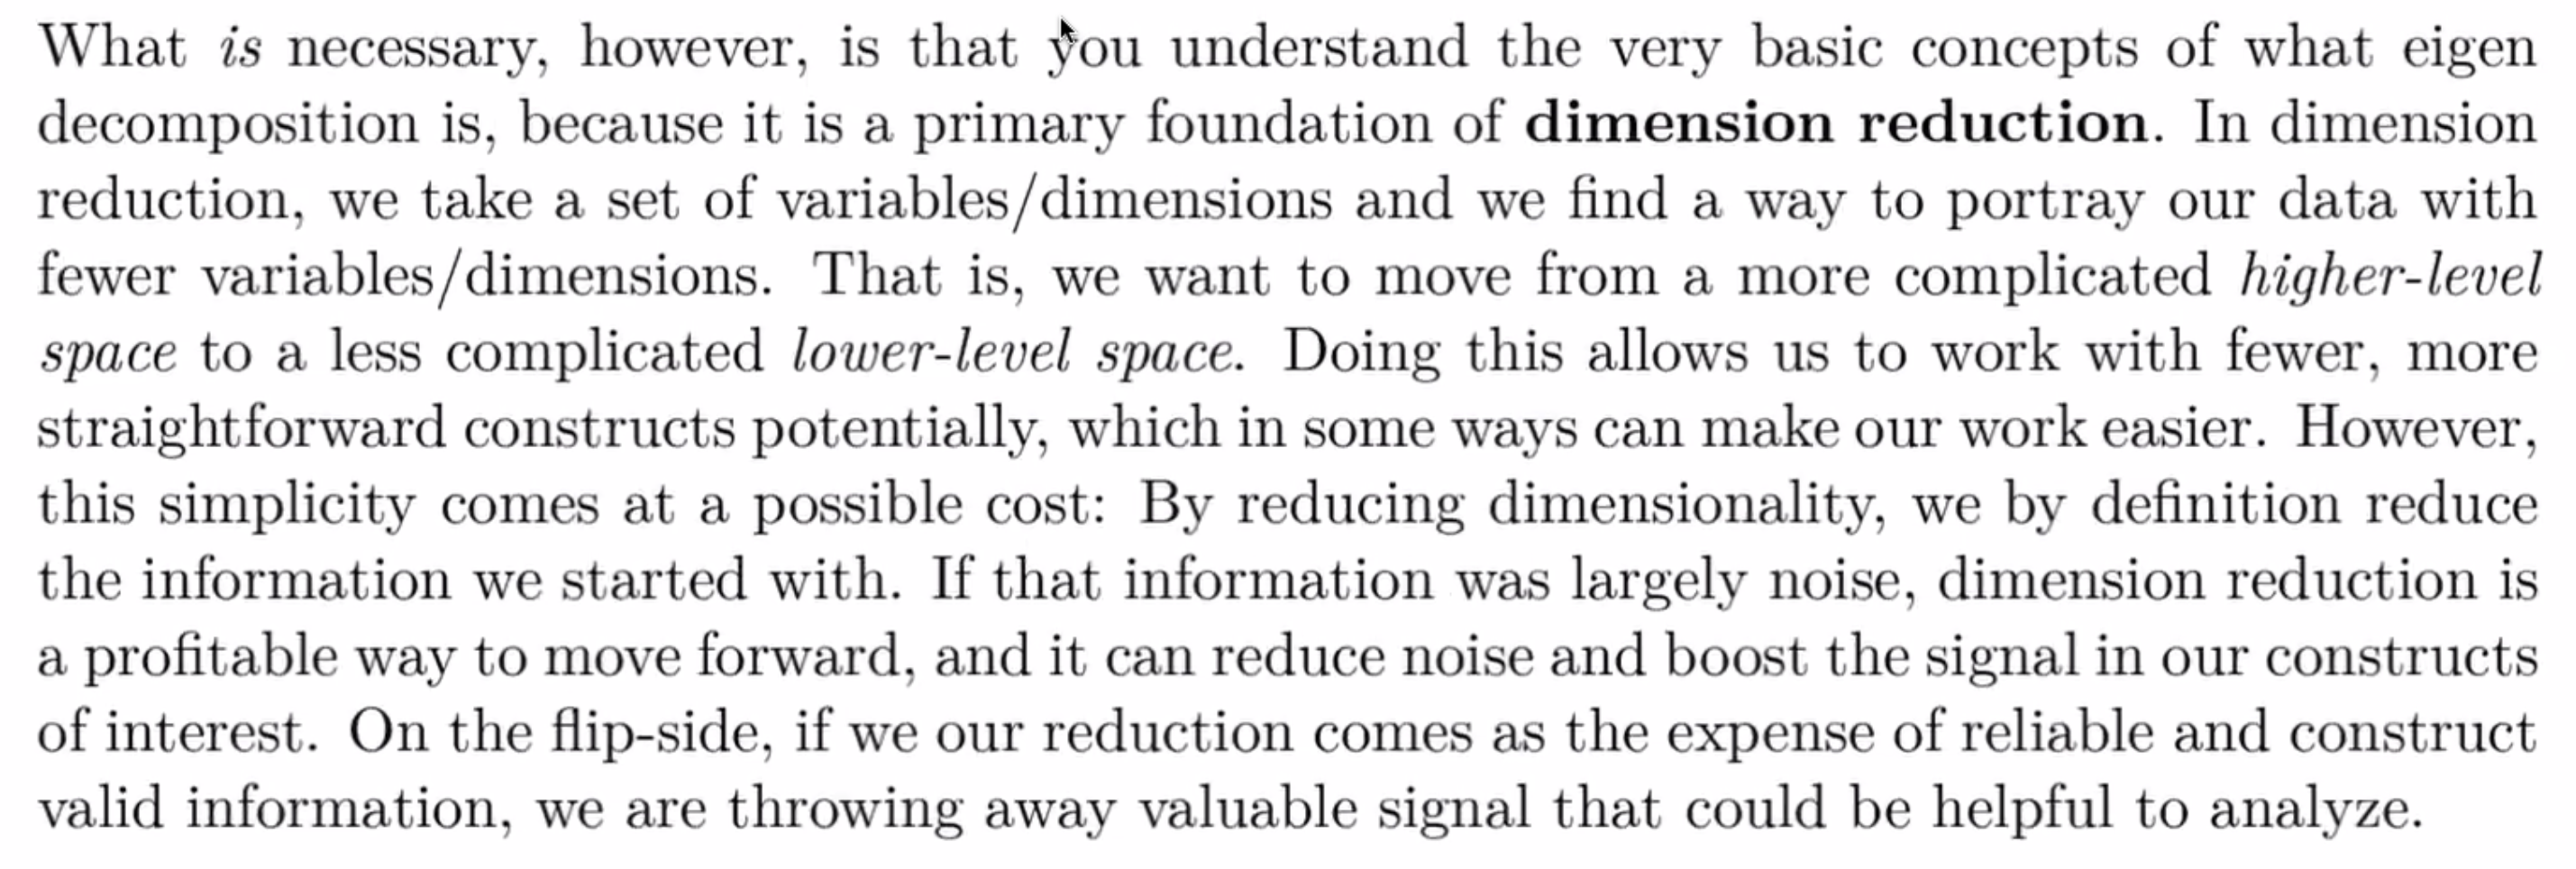 What is necessary, however, is that you understand the very basic concepts of what eigen
decomposition is, because it is a primary foundation of dimension reduction. In dimension
reduction, we take a set of variables/dimensions and we find a way to portray our data with
fewer variables/dimensions. That is, we want to move from a more complicated higher-level
space to a less complicated lower-level space. Doing this allows us to work with fewer, more
straightforward constructs potentially, which in some ways can make our work easier. However,
this simplicity comes at a possible cost: By reducing dimensionality, we by definition reduce
the information we started with. If that information was largely noise, dimension reduction is
a profitable way to move forward, and it can reduce noise and boost the signal in our constructs
of interest. On the flip-side, if we our reduction comes as the expense of reliable and construct
valid information, we are throwing away valuable signal that could be helpful to analyze.